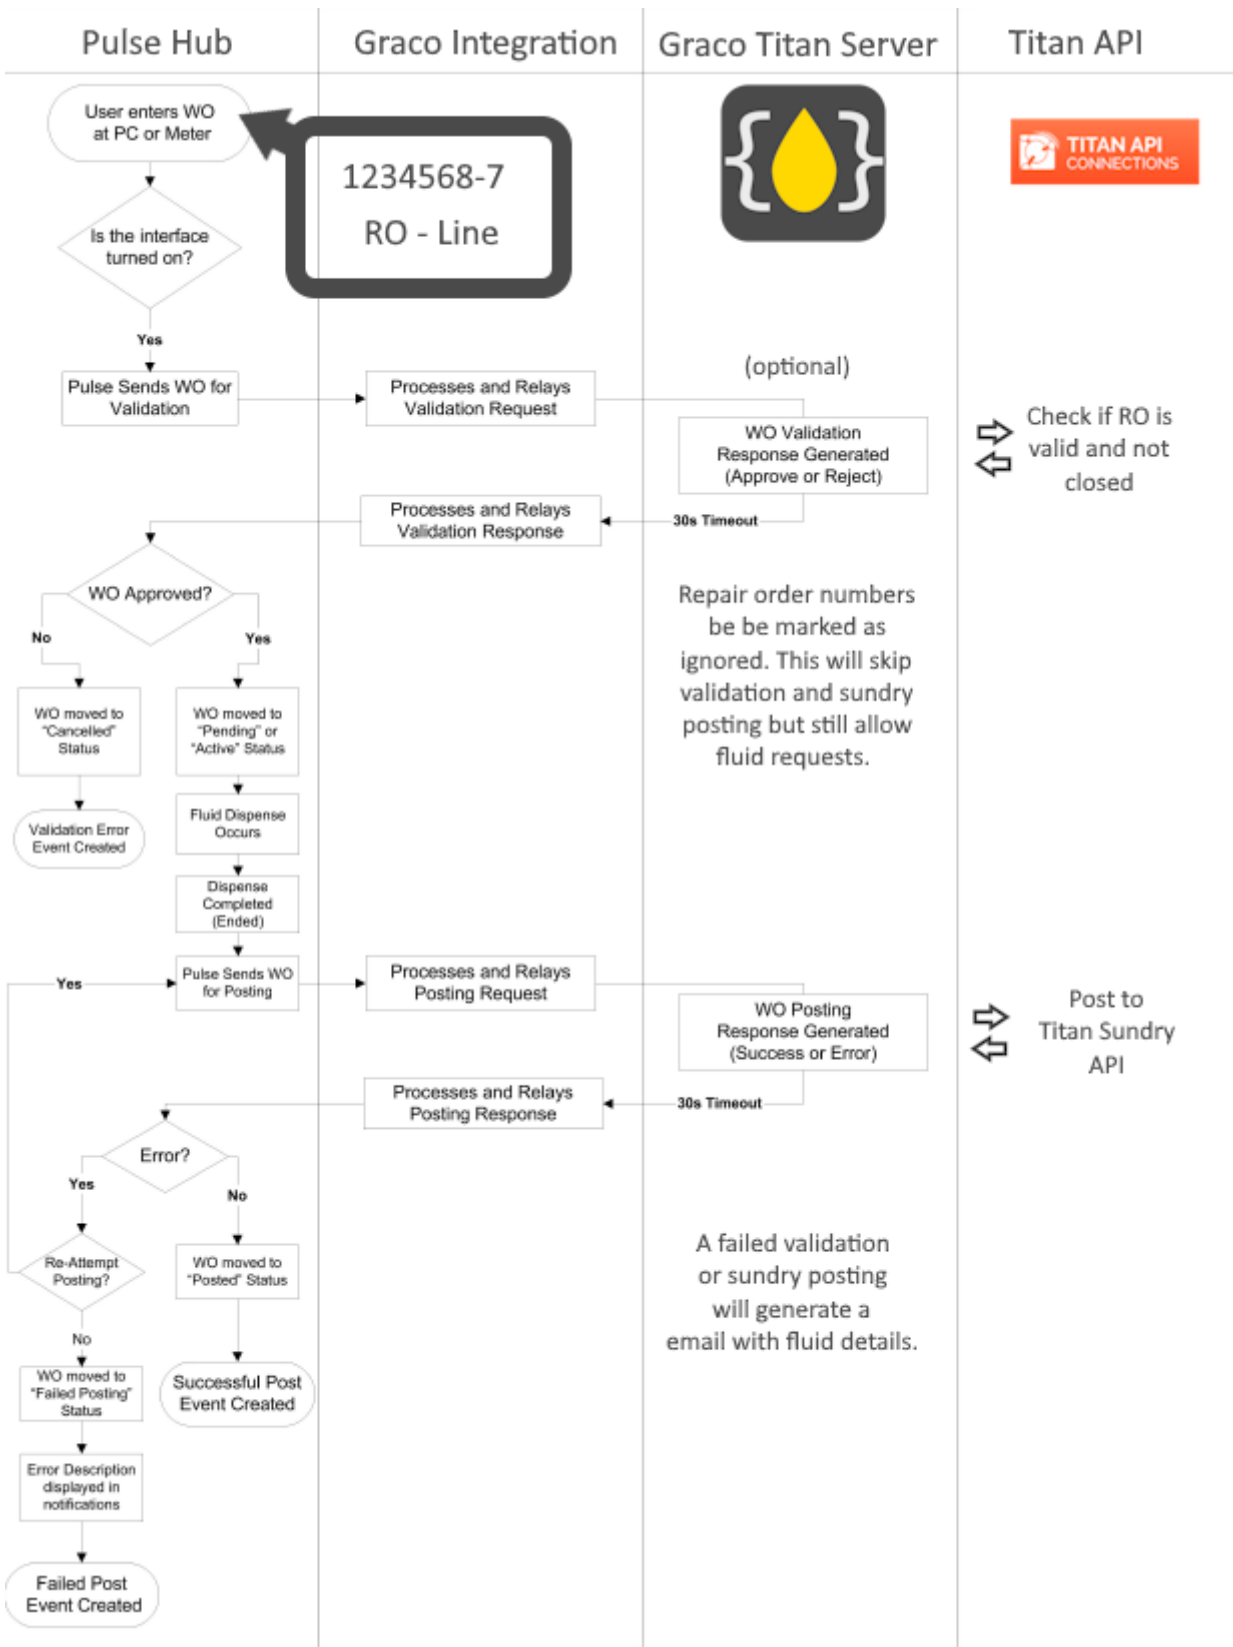 Pulse Hub
Graco Integration
Graco Titan Server
Titan API
User enters WO
at PC or Meter
1234568-7
RO - Line
TITAN API
CONNECTIONS
Is the interface
turned on?
Yes
Pulse Sends WO for
Validation
Processes and Relays
Validation Request
(optional)
WO Validation
Response Generated
(Approve or Reject)
Check if RO is
valid and not
closed
30s Timeout
Processes and Relays
Validation Response
WO Approved?
No
Yes
WO moved to
“Cancelled”
Status
WO moved to
“Pending” or
“Active” Status
Repair order numbers
be be marked as
ignored. This will skip
validation and sundry
posting but still allow
fluid requests.
Validation Error
Event Created
Fluid Dispense
Occurs
Dispense
Completed
(Ended)
Yes
Pulse Sends WO
for Posting
Processes and Relays
Posting Request
WO Posting
Response Generated
(Success or Error)
Post to
Titan Sundry
API
30s Timeout
Processes and Relays
Posting Response
Error?
Yes
No
Re-Attempt
Posting?
WO moved to
“Posted” Status
A failed validation
or sundry posting
will generate a
email with fluid details.
No
WO moved to
“Failed Posting”
Status
Successful Post
Event Created
Error Description
displayed in
notifications
Failed Post
Event Created